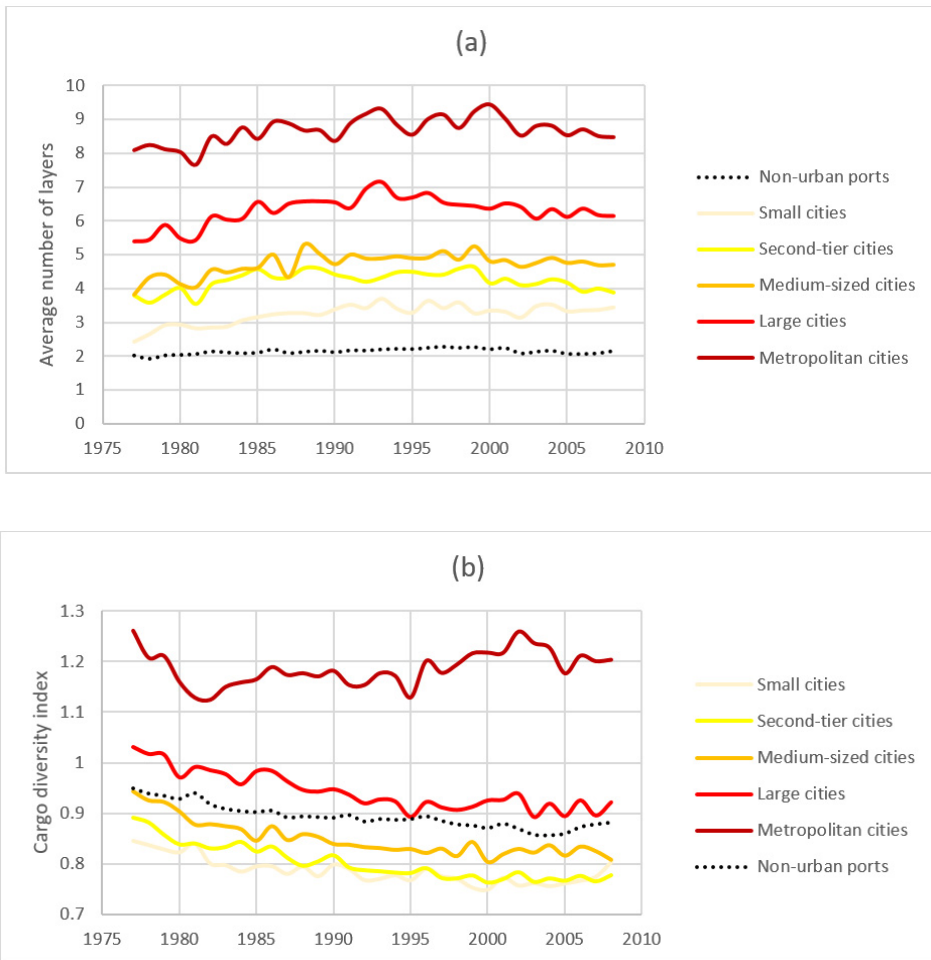 (a)
Average number of layers
10
9
8
7
6
5
4
3
2
1
0
1975 1980 1985 1990 1995 2000 2005 2010
Non-urban ports
Small cities
Second-tier cities
Medium-sized cities
Large cities
Metropolitan cities
(b)
Cargo diversity index
1.3
1.2
1.1
1
0.9
0.8
0.7
1975 1980 1985 1990 1995 2000 2005 2010
Small cities
Second-tier cities
Medium-sized cities
Large cities
Metropolitan cities
Non-urban ports